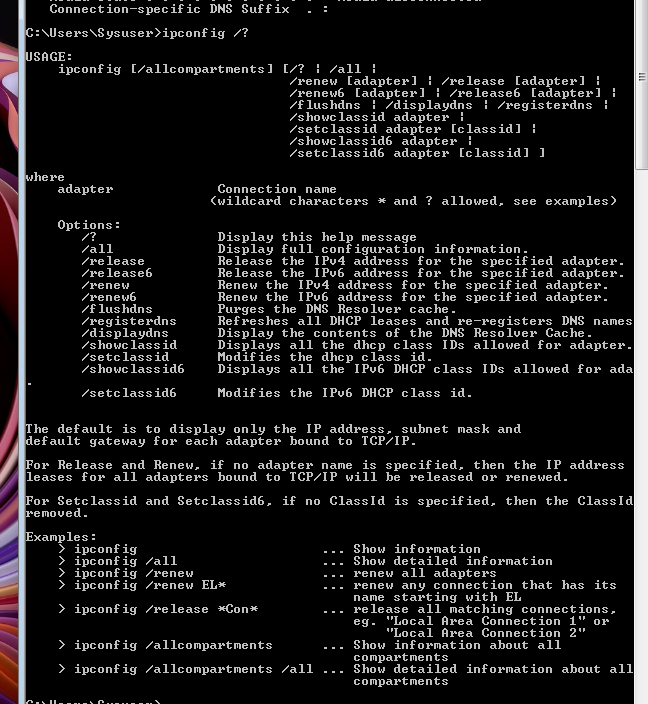 Connection-specific DNS Suffix  . :
C:\Users\Sysuser>ipconfig /?
USAGE:
ipconfig [/allcompartments] [/? | /all |
/renew [adapter] | /release [adapter] |
/renew6 [adapter] | /release6 [adapter] |
/flushdns | /displaydns | /registerdns |
/showclassid adapter |
/setclassid adapter [classid] |
/showclassid6 adapter |
/setclassid6 adapter [classid] ]
where
adapter             Connection name
(wildcard characters * and ? allowed, see examples)
Options:
/?               Display this help message
/all             Display full configuration information.
/release         Release the IPv4 address for the specified adapter.
/release6        Release the IPv6 address for the specified adapter.
/renew           Renew the IPv4 address for the specified adapter.
/renew6          Renew the IPv6 address for the specified adapter.
/flushdns        Purges the DNS Resolver cache.
/registerdns     Refreshes all DHCP leases and re-registers DNS names
/displaydns      Display the contents of the DNS Resolver Cache.
/showclassid     Displays all the dhcp class IDs allowed for adapter.
/setclassid      Modifies the dhcp class id.
/showclassid6    Displays all the IPv6 DHCP class IDs allowed for ada
.
/setclassid6     Modifies the IPv6 DHCP class id.
The default is to display only the IP address, subnet mask and
default gateway for each adapter bound to TCP/IP.
For Release and Renew, if no adapter name is specified, then the IP address
leases for all adapters bound to TCP/IP will be released or renewed.
For Setclassid and Setclassid6, if no ClassId is specified, then the ClassId
removed.
Examples:
> ipconfig                       ... Show information
> ipconfig /all                  ... Show detailed information
> ipconfig /renew                ... renew all adapters
> ipconfig /renew EL*            ... renew any connection that has its
name starting with EL
> ipconfig /release *Con*        ... release all matching connections,
eg. "Local Area Connection 1" or
"Local Area Connection 2"
> ipconfig /allcompartments      ... Show information about all
compartments
> ipconfig /allcompartments /all ... Show detailed information about all
compartments
C:\Users\Sysuser>